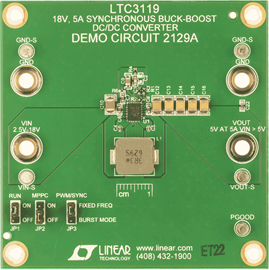 LTC3119
18V, 5A SYNCHRONOUS BUCK-BOOST
DC/DC CONVERTER
DEMO CIRCUIT 2129A
GND-S
GND-S
GND
GND
VIN
2.5V-18V
VOUT
5V AT 5A VIN > 5V
VIN-S
VOUT-S
cm
1
RUN
MPPC
PWM/SYNC
ON
OFF
FIXED FREQ
OFF
ON
BURST MODE
JP1
JP2
JP3
PGOOD
LINEAR
TECHNOLOGY
www.linear.com
(408) 432-1900
ET22